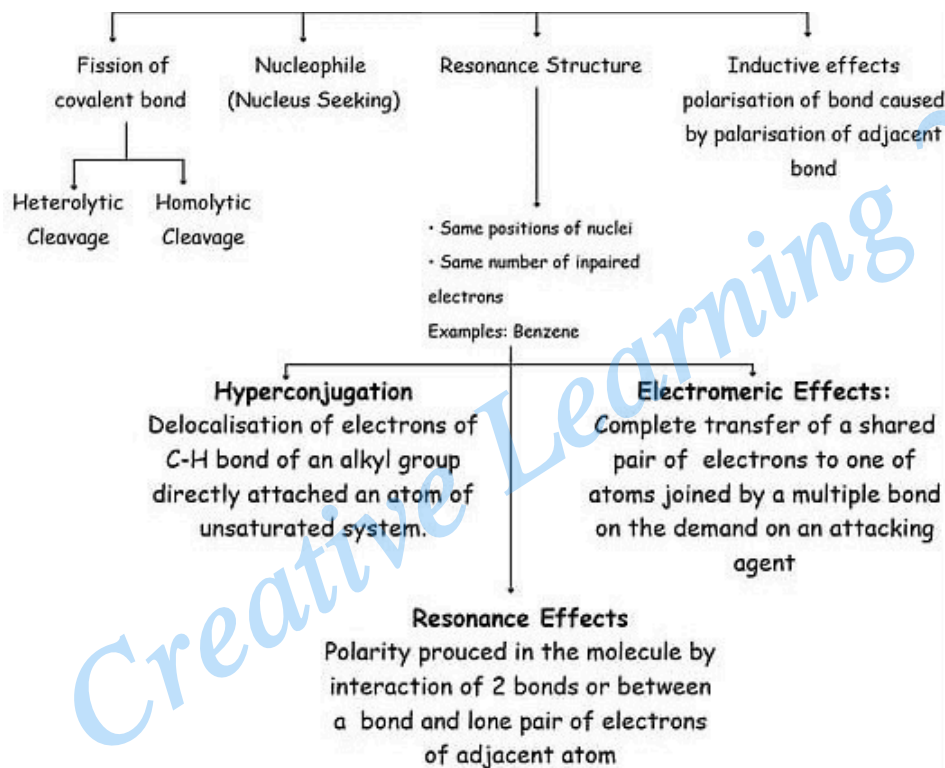 Fission of
covalent bond
Nucleophile
(Nucleus Seeking)
Resonance Structure
Inductive effects
polarisation of bond caused
by palarisation of adjacent
bond
Heterolytic
Cleavage
Homolytic
Cleavage
· Same positions of nuclei
· Same number of inpaired
electrons
Examples: Benzene
Hyperconjugation
Delocalisation of electrons of
C-H bond of an alkyl group
directly attached an atom of
unsaturated system.
Electromeric Effects:
Complete transfer of a shared
pair of electrons to one of
atoms joined by a multiple bond
on the demand on an attacking
agent
Resonance Effects
Polarity prouced in the molecule by
interaction of 2 bonds or between
a bond and lone pair of electrons
of adjacent atom
Creative Learning